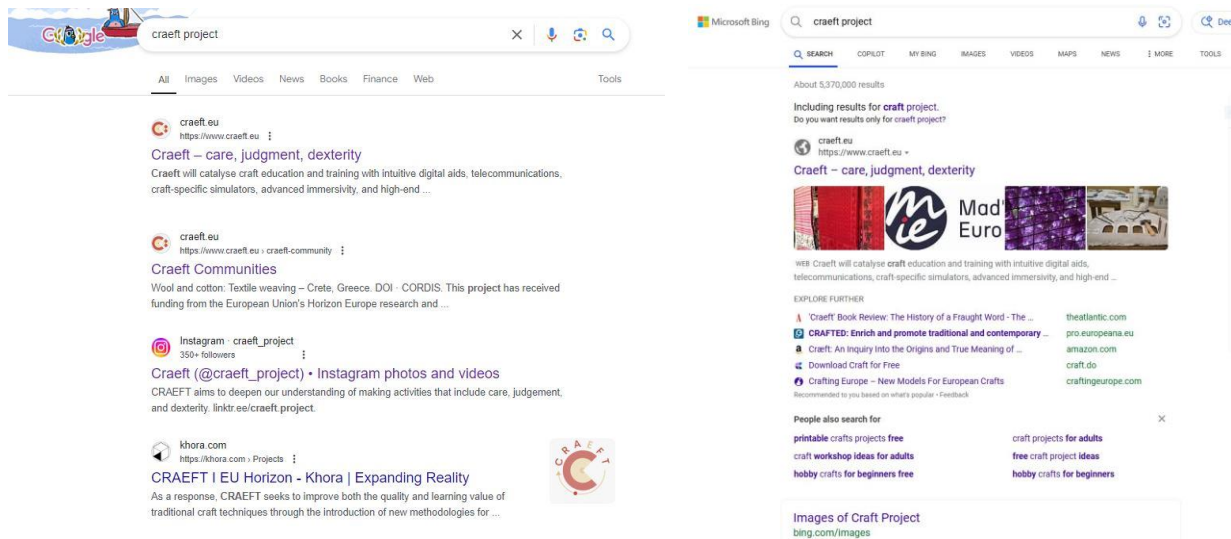 Google
craeft project
All Images Videos News Books Finance Web Tools
craeft.eu
https://www.craeft.eu
Craeft – care, judgment, dexterity
Craeft will catalyse craft education and training with intuitive digital aids, telecommunications,
craft-specific simulators, advanced immersivity, and high-end ...
craeft.eu
https://www.craeft.eu › craeft-community
Craeft Communities
Wool and cotton: Textile weaving – Crete, Greece. DOI · CORDIS. This project has received
funding from the European Union's Horizon Europe research and ...
Instagram · craeft_project
350+ followers
Craeft (@craeft_project) • Instagram photos and videos
CRAEFT aims to deepen our understanding of making activities that include care, judgement,
and dexterity. linktr.ee/craeft.project.
khora.com
https://khora.com › Projects
CRAEFT I EU Horizon - Khora | Expanding Reality
As a response, CRAEFT seeks to improve both the quality and learning value of
traditional craft techniques through the introduction of new methodologies for ...
CRAEFT
Microsoft Bing
craeft project
Dee
SEARCH COPILOT MY BING IMAGES VIDEOS MAPS NEWS MORE TOOLS
About 5,370,000 results
Including results for craft project.
Do you want results only for craeft project?
craeft.eu
https://www.craeft.eu
Craeft – care, judgment, dexterity
mie
Mad'
Euro
WEB Craeft will catalyse craft education and training with intuitive digital aids,
telecommunications, craft-specific simulators, advanced immersivity, and high-end ...
EXPLORE FURTHER
'Craeft' Book Review: The History of a Fraught Word - The ... theatlantic.com
CRAFTED: Enrich and promote traditional and contemporary ... pro.europeana.eu
Cræft: An Inquiry Into the Origins and True Meaning of ... amazon.com
Download Craft for Free craft.do
Crafting Europe – New Models For European Crafts craftingeurope.com
Recommended to you based on what's popular • Feedback
People also search for
printable crafts projects free craft projects for adults
craft workshop ideas for adults free craft project ideas
hobby crafts for beginners free hobby crafts for beginners
Images of Craft Project
bing.com/images